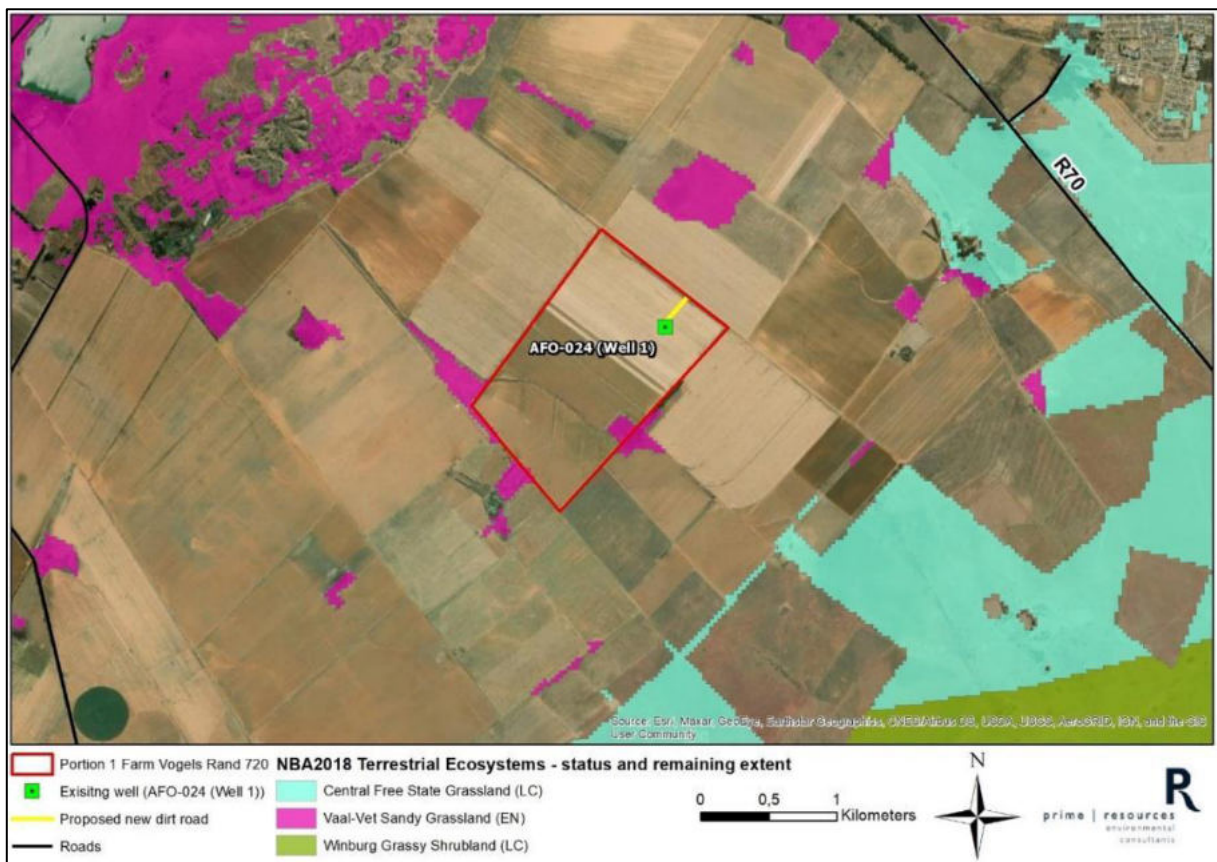 R70
AFO-024 (Well 1)
Source: Esri, Maxar, GeoEye, Earthstar Geographics, CNES/Airbus DS, USDA, USGS, AeroGRID, IGN, and the GIS
User Community
Portion 1 Farm Vogels Rand 720
Exisitng well (AFO-024 (Well 1))
Proposed new dirt road
Roads
NBA2018 Terrestrial Ecosystems - status and remaining extent
Central Free State Grassland (LC)
Vaal-Vet Sandy Grassland (EN)
Winburg Grassy Shrubland (LC)
0 0,5 1
Kilometers
N
R
prime | resources
environmental
consultants